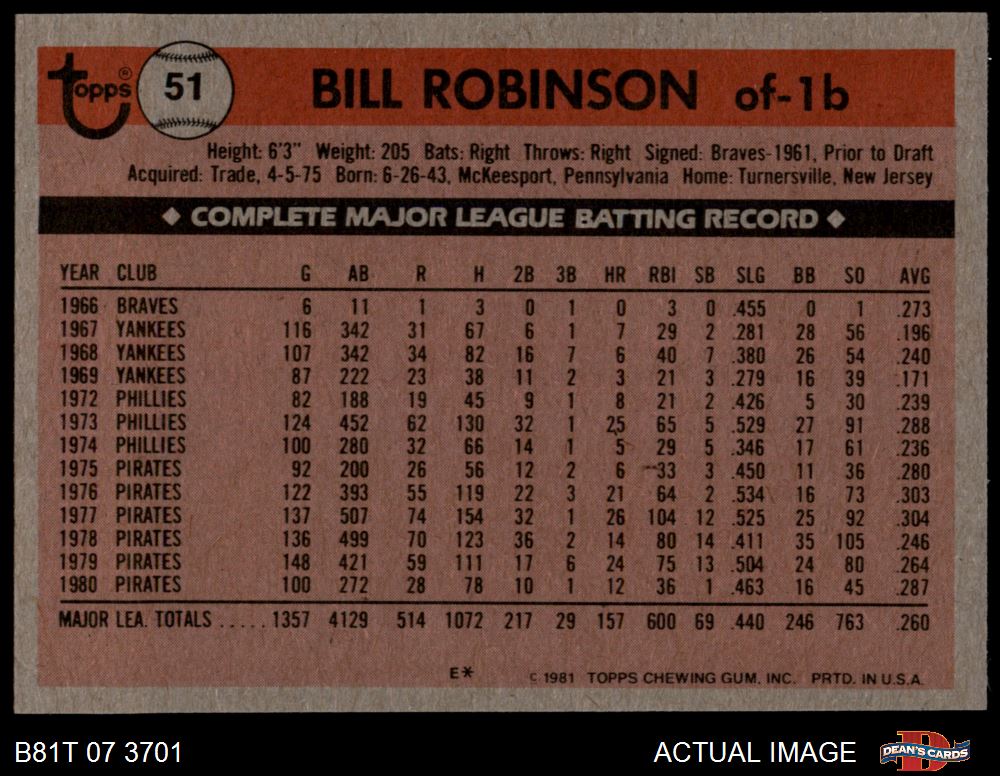 Topps® 51 BILL ROBINSON of-1b
Height: 6'3" Weight: 205 Bats: Right Throws: Right Signed: Braves-1961, Prior to Draft
Acquired: Trade, 4-5-75 Born: 6-26-43, McKeesport, Pennsylvania Home: Turnersville, New Jersey
◆ COMPLETE MAJOR LEAGUE BATTING RECORD ◆
YEAR CLUB G AB R H 2B 3B HR RBI SB SLG BB SO AVG
1966 BRAVES 6 11 1 3 0 1 0 3 0 .455 0 1 .273
1967 YANKEES 116 342 31 67 6 1 7 29 2 .281 28 56 .196
1968 YANKEES 107 342 34 82 16 7 6 40 7 .380 26 54 .240
1969 YANKEES 87 222 23 38 11 2 3 21 3 .279 16 39 .171
1972 PHILLIES 82 188 19 45 9 1 8 21 2 .426 5 30 .239
1973 PHILLIES 124 452 62 130 32 1 25 65 5 .529 27 91 .288
1974 PHILLIES 100 280 32 66 14 1 5 29 5 .346 17 61 .236
1975 PIRATES 92 200 26 56 12 2 6 33 3 .450 11 36 .280
1976 PIRATES 122 393 55 119 22 3 21 64 2 .534 16 73 .303
1977 PIRATES 137 507 74 154 32 1 26 104 12 .525 25 92 .304
1978 PIRATES 136 499 70 123 36 2 14 80 14 .411 35 105 .246
1979 PIRATES 148 421 59 111 17 6 24 75 13 .504 24 80 .264
1980 PIRATES 100 272 28 78 10 1 12 36 1 .463 16 45 .287
MAJOR LEA. TOTALS ..... 1357 4129 514 1072 217 29 157 600 69 .440 246 763 .260
E* © 1981 TOPPS CHEWING GUM, INC. PRTD. IN U.S.A.
B81T 07 3701 ACTUAL IMAGE DEAN'S CARDS